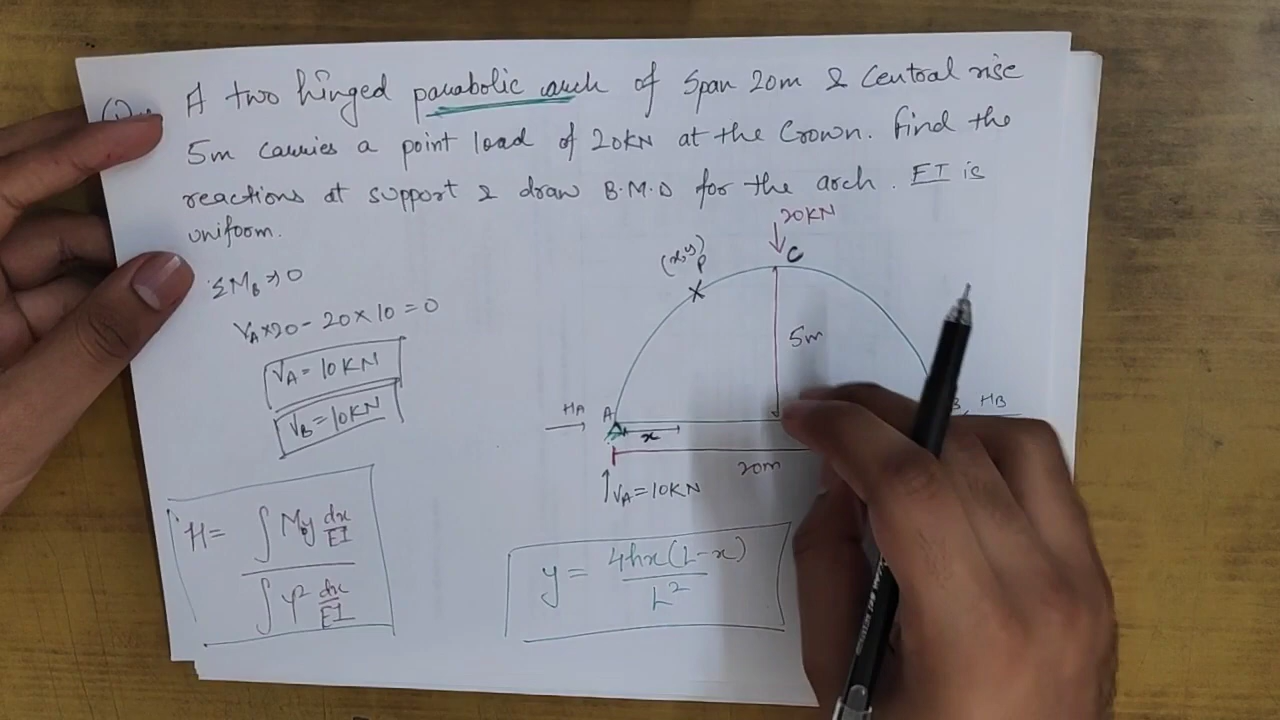 A two hinged parabolic arch of Span 20m & Central rise
5m Carries a point load of 20KN at the Crown. Find the
reactions at support & draw B.M.D for the arch. EI is
uniform.
ΣM_B ⇒ 0
V_A×20 - 20×10 = 0
V_A = 10KN
V_B = 10KN
20KN
C
(x,y)
P
5m
H_A
A
x
B, H_B
20m
V_A = 10KN
H = ∫My dx/EI / ∫y² dx/EI
y = 4hx(L-x) / L²